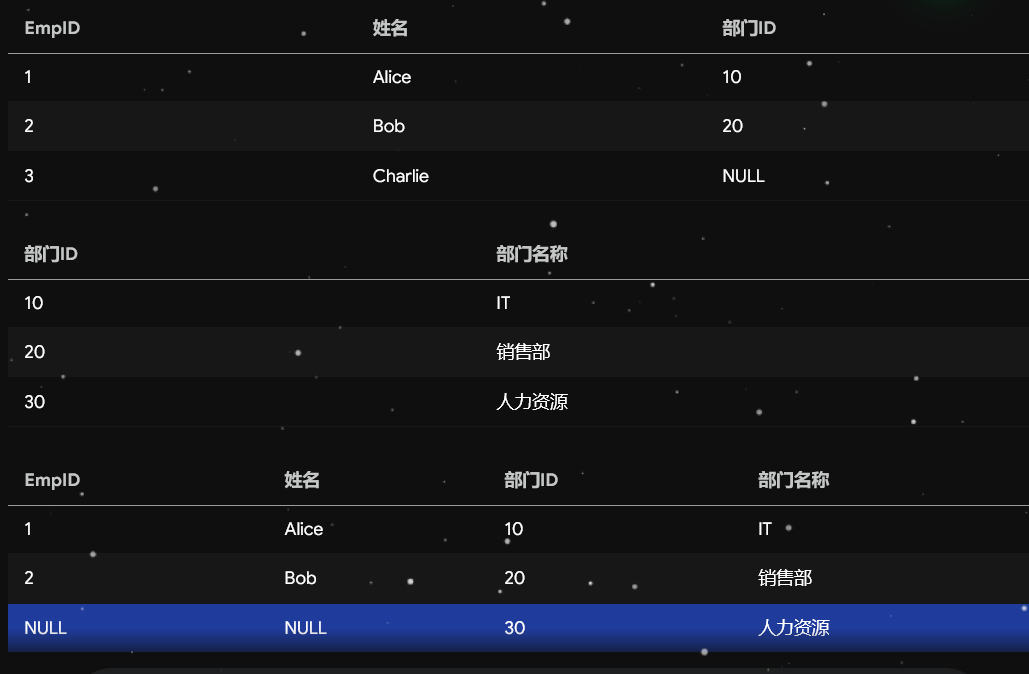 EmpID 姓名 部门ID
1 Alice 10
2 Bob 20
3 Charlie NULL
部门ID 部门名称
10 IT
20 销售部
30 人力资源
EmpID 姓名 部门ID 部门名称
1 Alice 10 IT
2 Bob 20 销售部
NULL NULL 30 人力资源